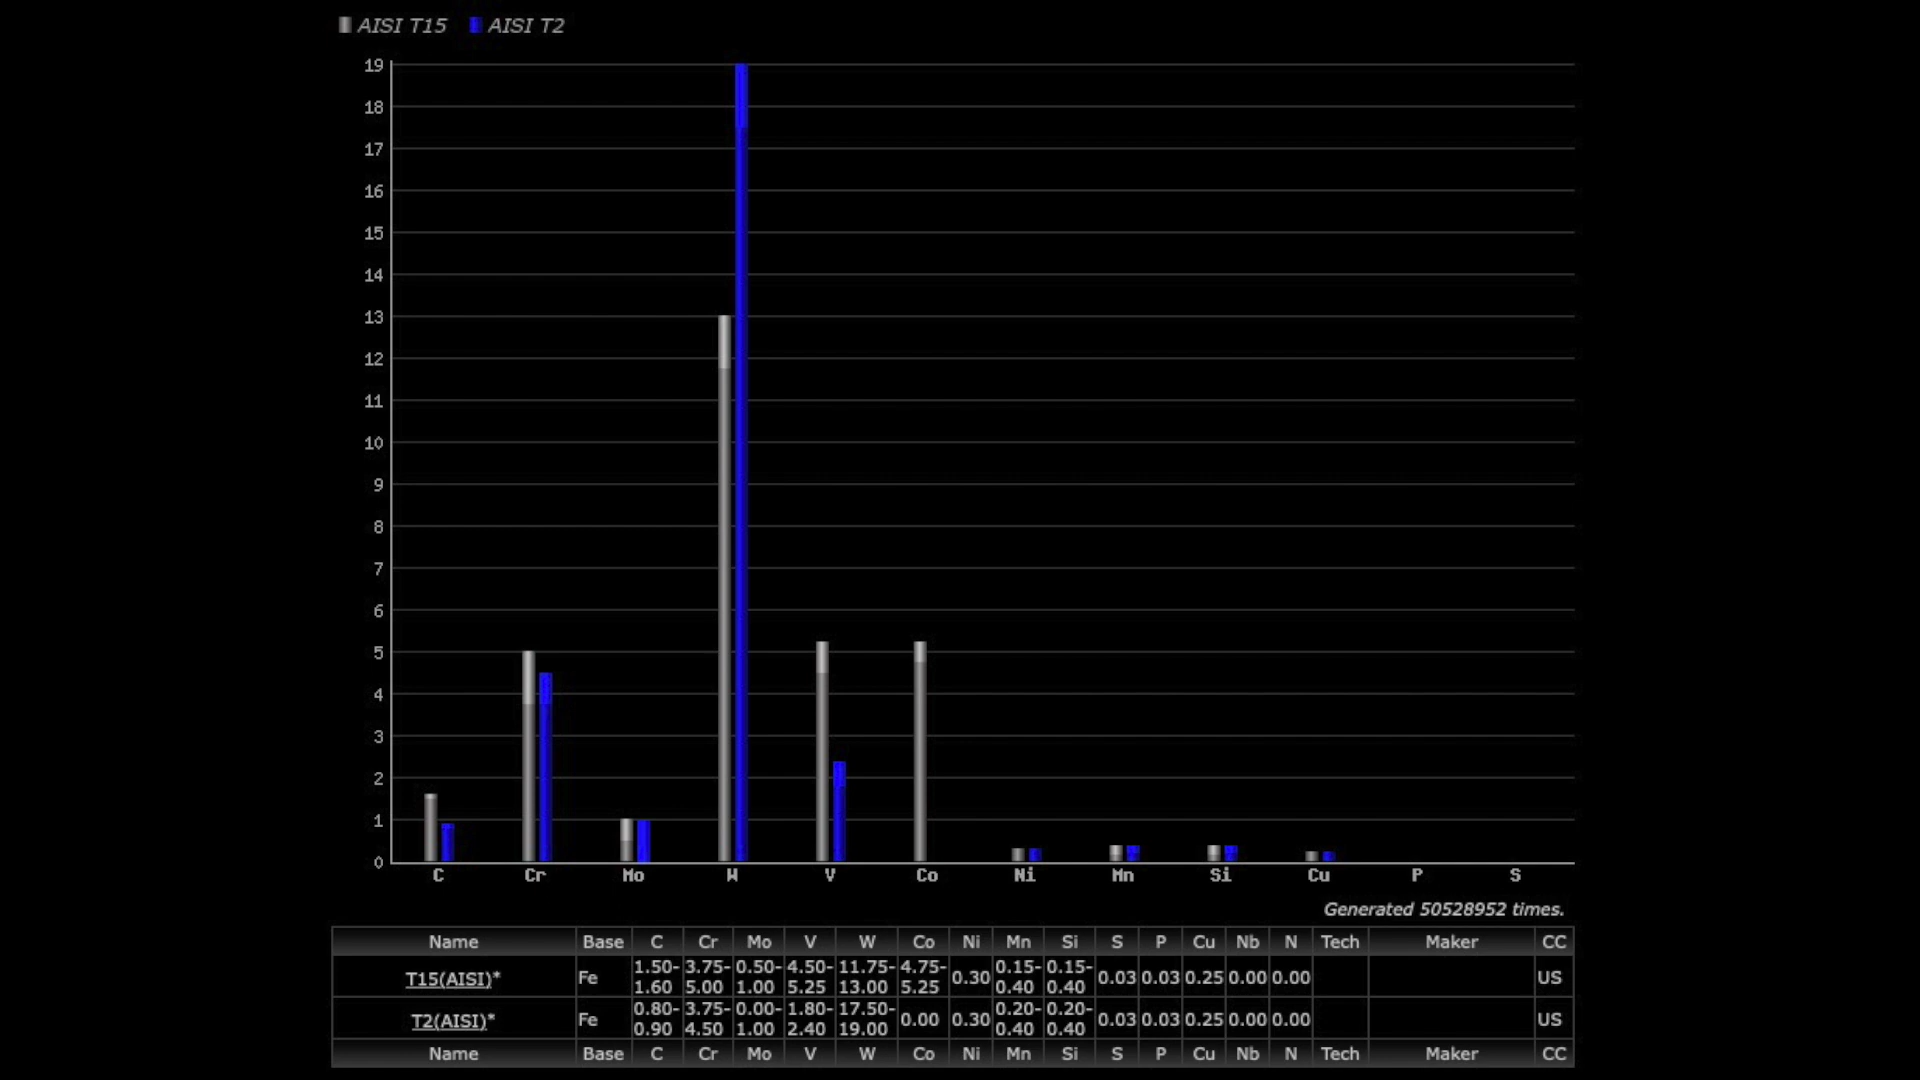 AISI T15 AISI T2
19
18
17
16
15
14
13
12
11
10
9
8
7
6
5
4
3
2
1
0
C Cr Mo W V Co Ni Mn Si Cu P S
Generated 50528952 times.
Name Base C Cr Mo V W Co Ni Mn Si S P Cu Nb N Tech Maker CC
T15(AISI)* Fe 1.50-1.60 3.75-5.00 0.50-1.00 4.50-5.25 11.75-13.00 4.75-5.25 0.30 0.15-0.40 0.15-0.40 0.03 0.03 0.25 0.00 0.00 US
T2(AISI)* Fe 0.80-0.90 3.75-4.50 0.00-1.00 1.80-2.40 17.50-19.00 0.00 0.30 0.20-0.40 0.20-0.40 0.03 0.03 0.25 0.00 0.00 US
Name Base C Cr Mo V W Co Ni Mn Si S P Cu Nb N Tech Maker CC